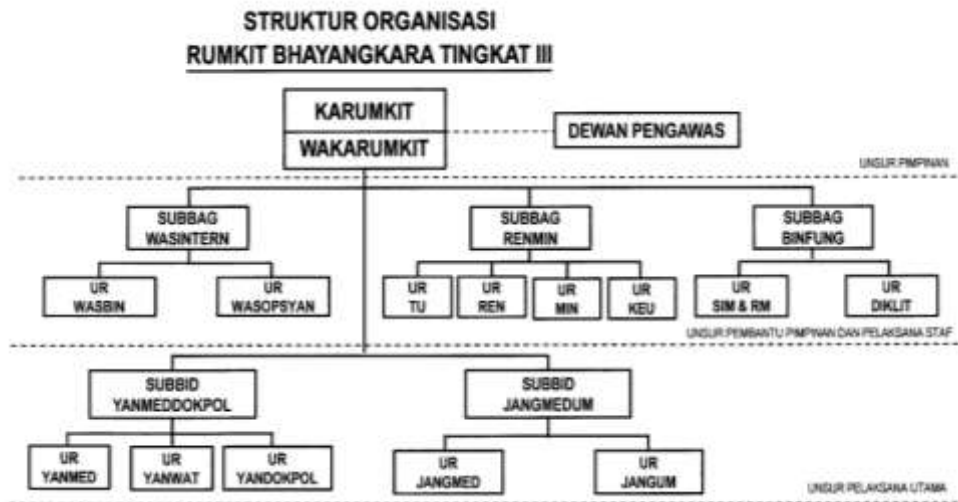 STRUKTUR ORGANISASI
RUMKIT BHAYANGKARA TINGKAT III
KARUMKIT
WAKARUMKIT
DEWAN PENGAWAS
UNSUR PIMPINAN
SUBBAG
WASINTERN
SUBBAG
RENMIN
SUBBAG
BINFUNG
UR
WASBIN
UR
WASOPSYAN
UR
TU
UR
REN
UR
MIN
UR
KEU
UR
SIM & RM
UR
DIKLIT
UNSUR PEMBANTU PIMPINAN DAN PELAKSANA STAF
SUBBID
YANMEDDOKPOL
SUBBID
JANGMEDUM
UR
YANMED
UR
YANWAT
UR
YANDOKPOL
UR
JANGMED
UR
JANGUM
UNSUR PELAKSANA UTAMA